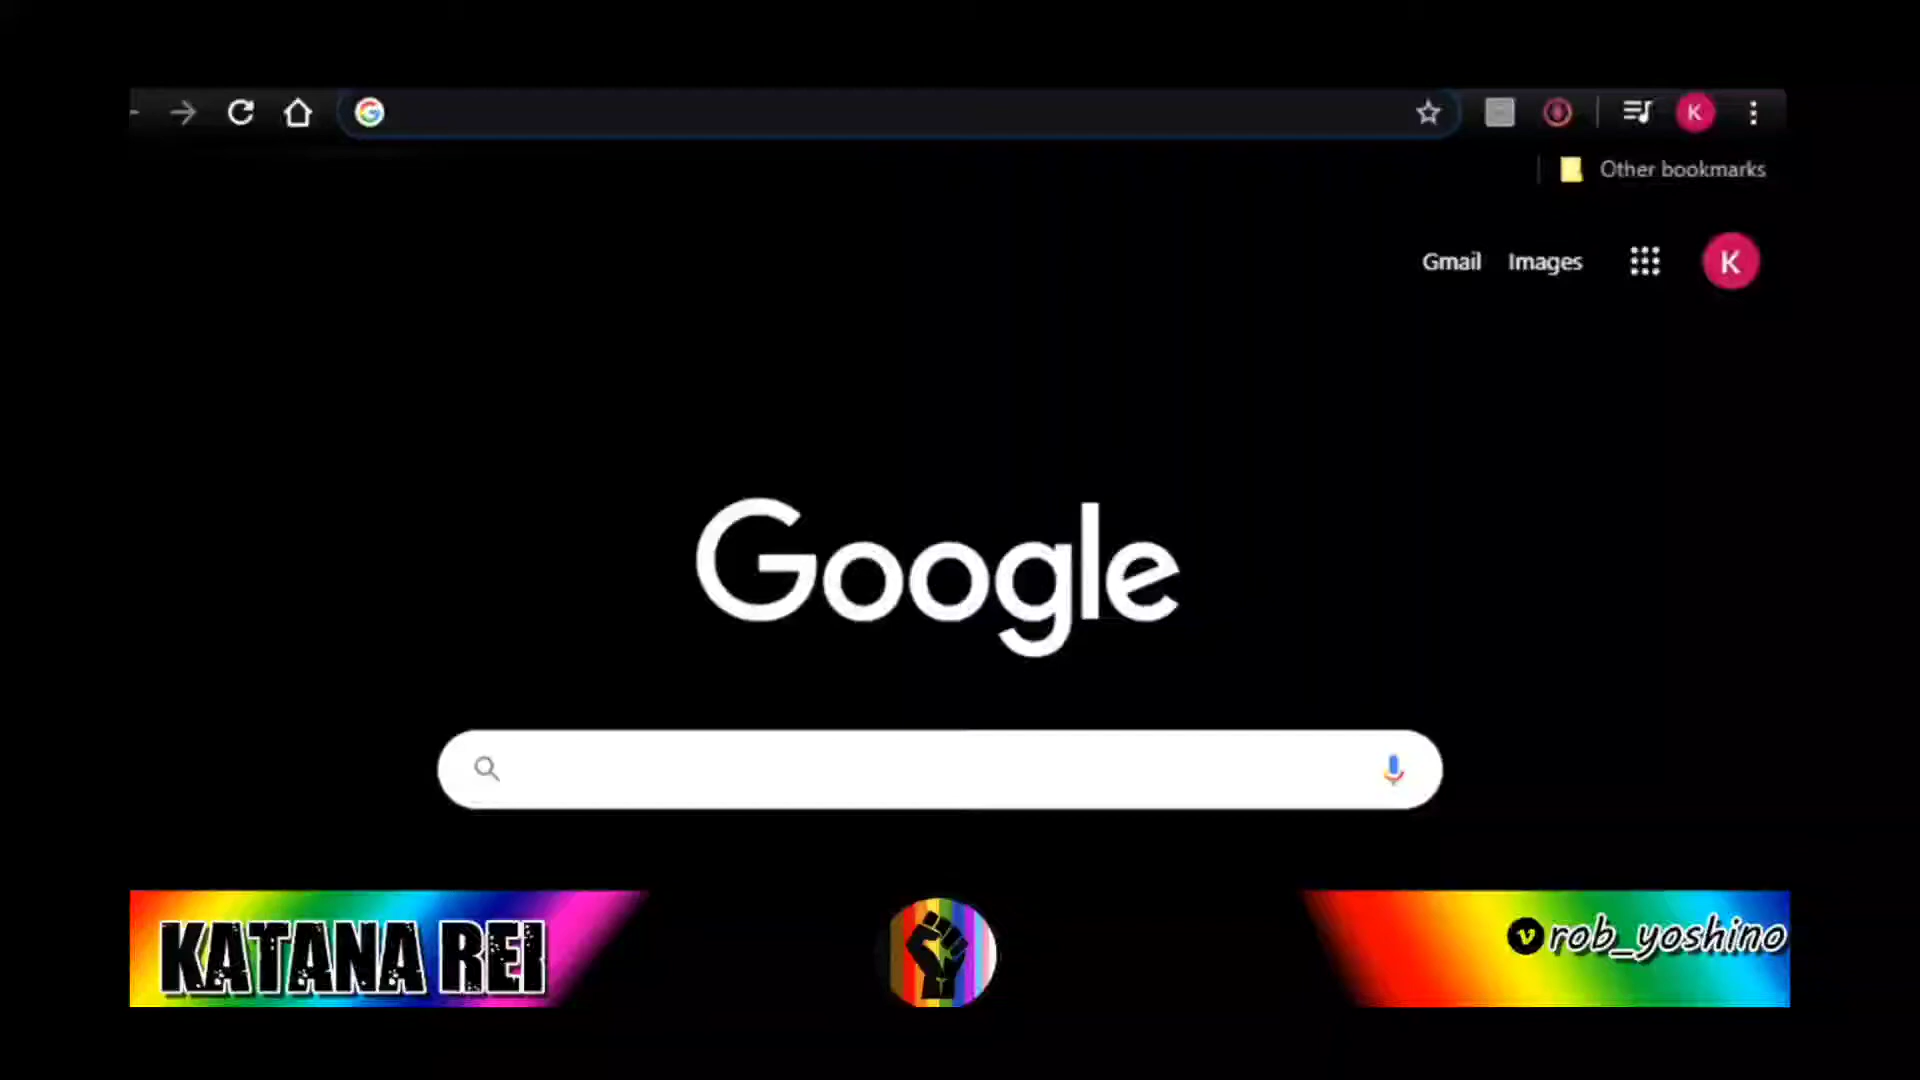 K
Other bookmarks
Gmail Images K
Google
KATANA REI
rob_yoshino